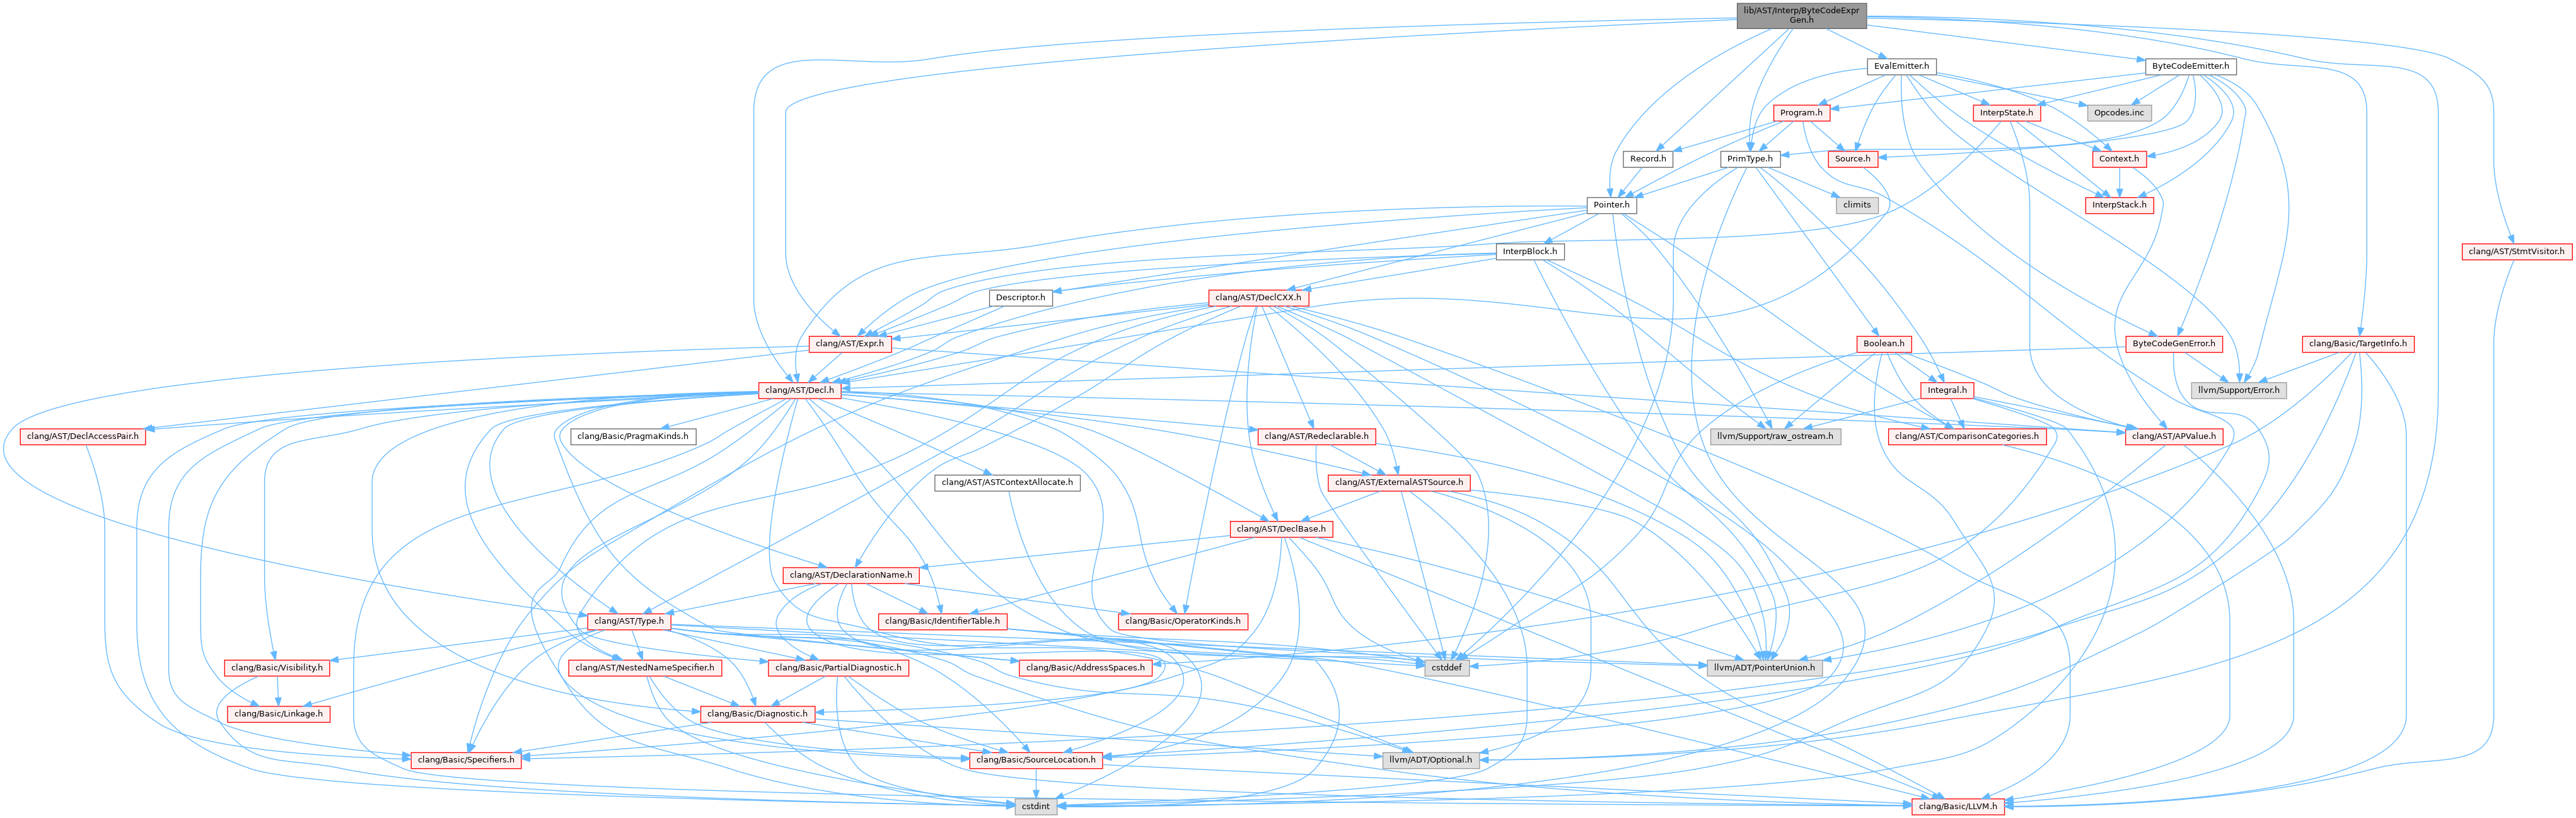 lib/AST/Interp/ByteCodeExpr
Gen.h
EvalEmitter.h
ByteCodeEmitter.h
Program.h
InterpState.h
Opcodes.inc
Record.h
PrimType.h
Source.h
Context.h
Pointer.h
climits
InterpStack.h
InterpBlock.h
clang/AST/StmtVisitor.h
Descriptor.h
clang/AST/DeclCXX.h
clang/AST/Expr.h
Boolean.h
ByteCodeGenError.h
clang/Basic/TargetInfo.h
clang/AST/Decl.h
Integral.h
llvm/Support/Error.h
clang/AST/DeclAccessPair.h
clang/Basic/PragmaKinds.h
clang/AST/Redeclarable.h
llvm/Support/raw_ostream.h
clang/AST/ComparisonCategories.h
clang/AST/APValue.h
clang/AST/ASTContextAllocate.h
clang/AST/ExternalASTSource.h
clang/AST/DeclBase.h
clang/AST/DeclarationName.h
clang/AST/Type.h
clang/Basic/IdentifierTable.h
clang/Basic/OperatorKinds.h
clang/Basic/Visibility.h
clang/AST/NestedNameSpecifier.h
clang/Basic/PartialDiagnostic.h
clang/Basic/AddressSpaces.h
cstddef
llvm/ADT/PointerUnion.h
clang/Basic/Linkage.h
clang/Basic/Diagnostic.h
clang/Basic/Specifiers.h
clang/Basic/SourceLocation.h
llvm/ADT/Optional.h
cstdint
clang/Basic/LLVM.h